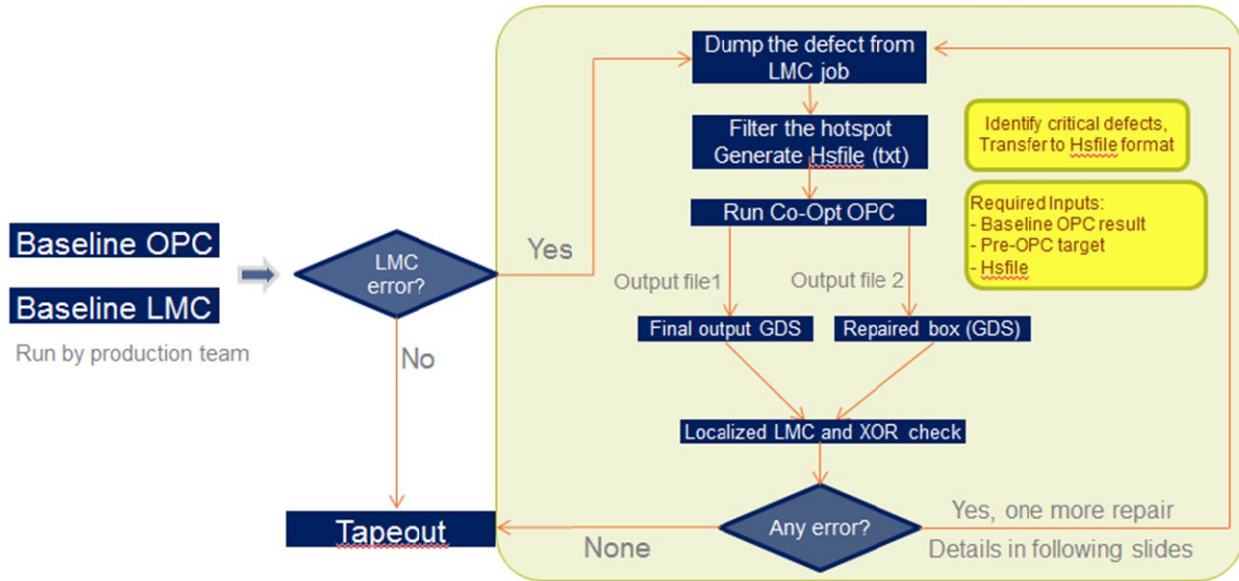 Dump the defect from
LMC job
Filter the hotspot
Generate Hsfile (txt)
Identify critical defects,
Transfer to Hsfile format
Run Co-Opt OPC
Required Inputs:
- Baseline OPC result
- Pre-OPC target
- Hsfile
Baseline OPC
Baseline LMC
Run by production team
LMC
error?
Yes
No
Output file1
Output file 2
Final output GDS
Repaired box (GDS)
Localized LMC and XOR check
Any error?
Yes, one more repair
Details in following slides
None
Tapeout